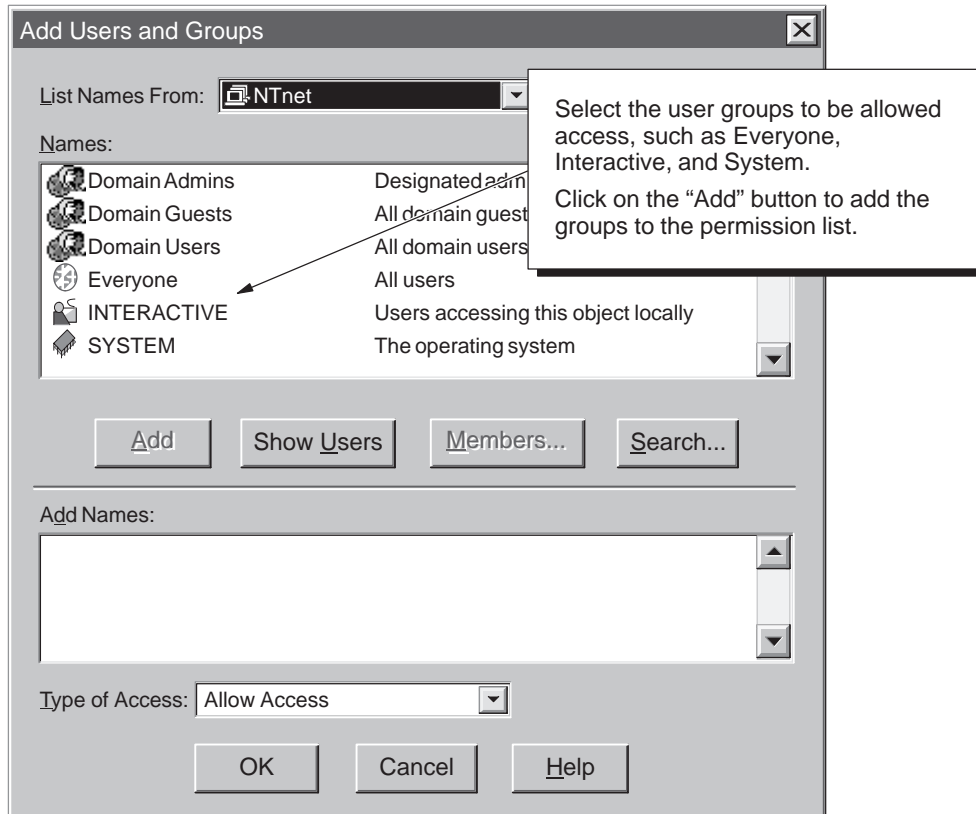 Add Users and Groups
List Names From: NTnet
Select the user groups to be allowed
access, such as Everyone,
Interactive, and System.
Click on the “Add” button to add the
groups to the permission list.
Names:
Domain Admins Designated adm
Domain Guests All domain guest
Domain Users All domain users
Everyone All users
INTERACTIVE Users accessing this object locally
SYSTEM The operating system
Add Show Users Members... Search...
Add Names:
Type of Access: Allow Access
OK Cancel Help